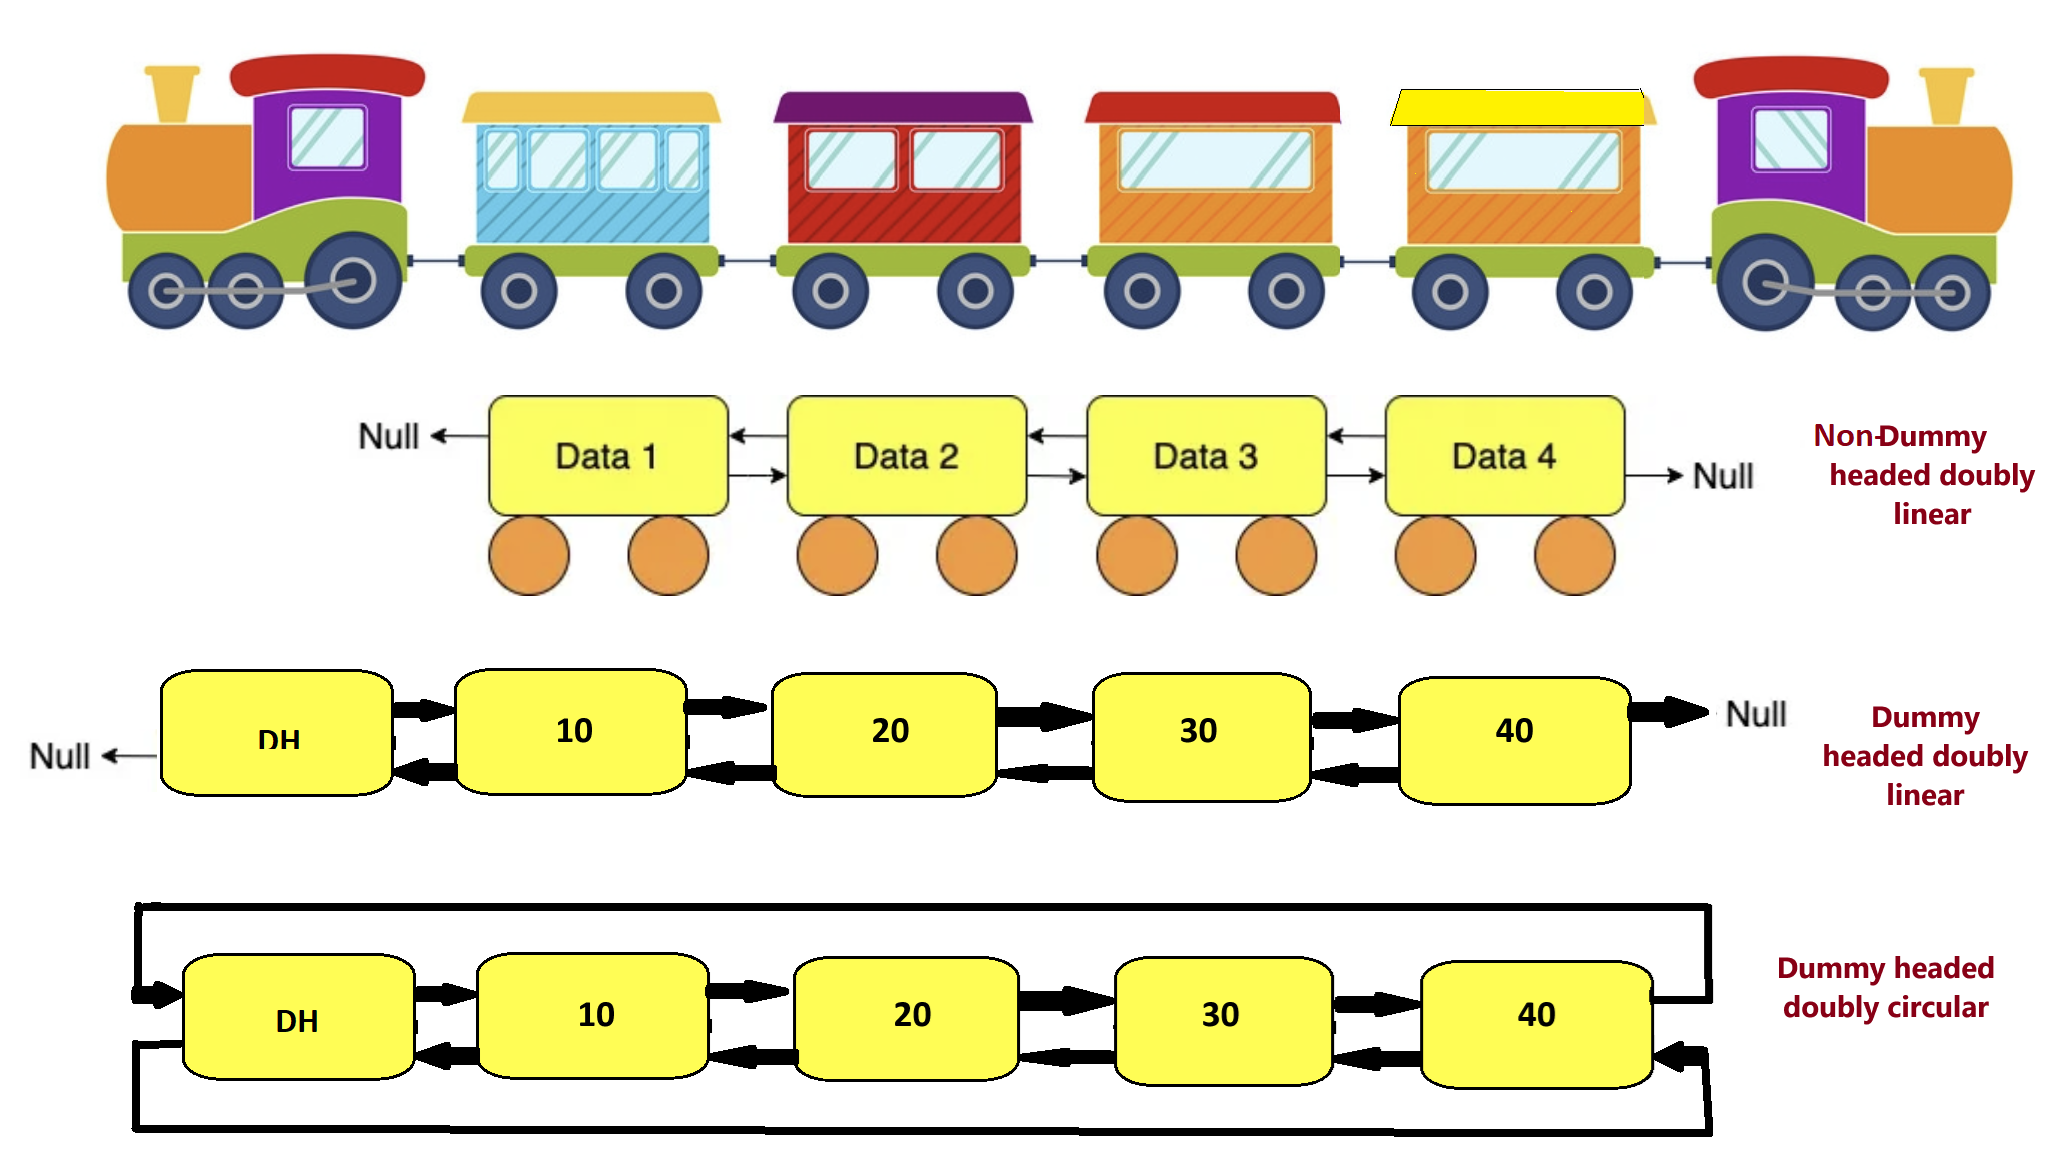 Null
Data 1
Data 2
Data 3
Data 4
Null
Non-Dummy
headed doubly
linear
Null
DH
10
20
30
40
Null
Dummy
headed doubly
linear
DH
10
20
30
40
Dummy headed
doubly circular